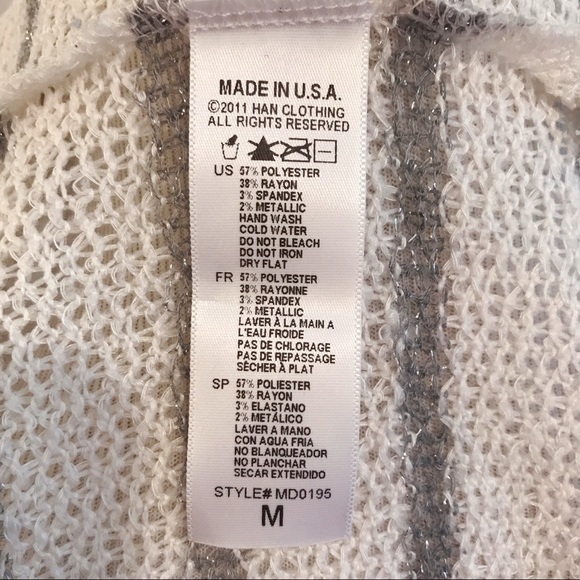 MADE IN U.S.A.
©2011 HAN CLOTHING
ALL RIGHTS RESERVED
US 57% POLYESTER
38% RAYON
3% SPANDEX
2% METALLIC
HAND WASH
COLD WATER
DO NOT BLEACH
DO NOT IRON
DRY FLAT
FR 57% POLYESTER
38% RAYONNE
3% SPANDEX
2% METALLIC
LAVER À LA MAIN A
L'EAU FROIDE
PAS DE CHLORAGE
PAS DE REPASSAGE
SÈCHER À PLAT
SP 57% POLIESTER
38% RAYON
3% ELASTANO
2% METÁLICO
LAVER A MANO
CON AQUA FRIA
NO BLANQUEADOR
NO PLANCHAR
SECAR EXTENDIDO
STYLE# MD0195
M